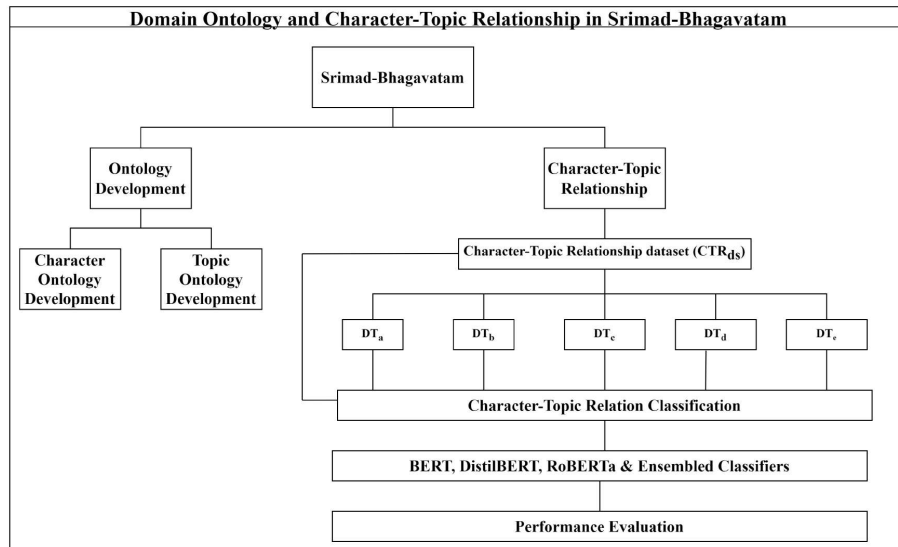 Domain Ontology and Character-Topic Relationship in Srimad-Bhagavatam
Srimad-Bhagavatam
Ontology
Development
Character-Topic
Relationship
Character
Ontology
Development
Topic
Ontology
Development
Character-Topic Relationship dataset (CTRds)
DTa
DTb
DTc
DTd
DTe
Character-Topic Relation Classification
BERT, DistilBERT, RoBERTa & Ensembled Classifiers
Performance Evaluation